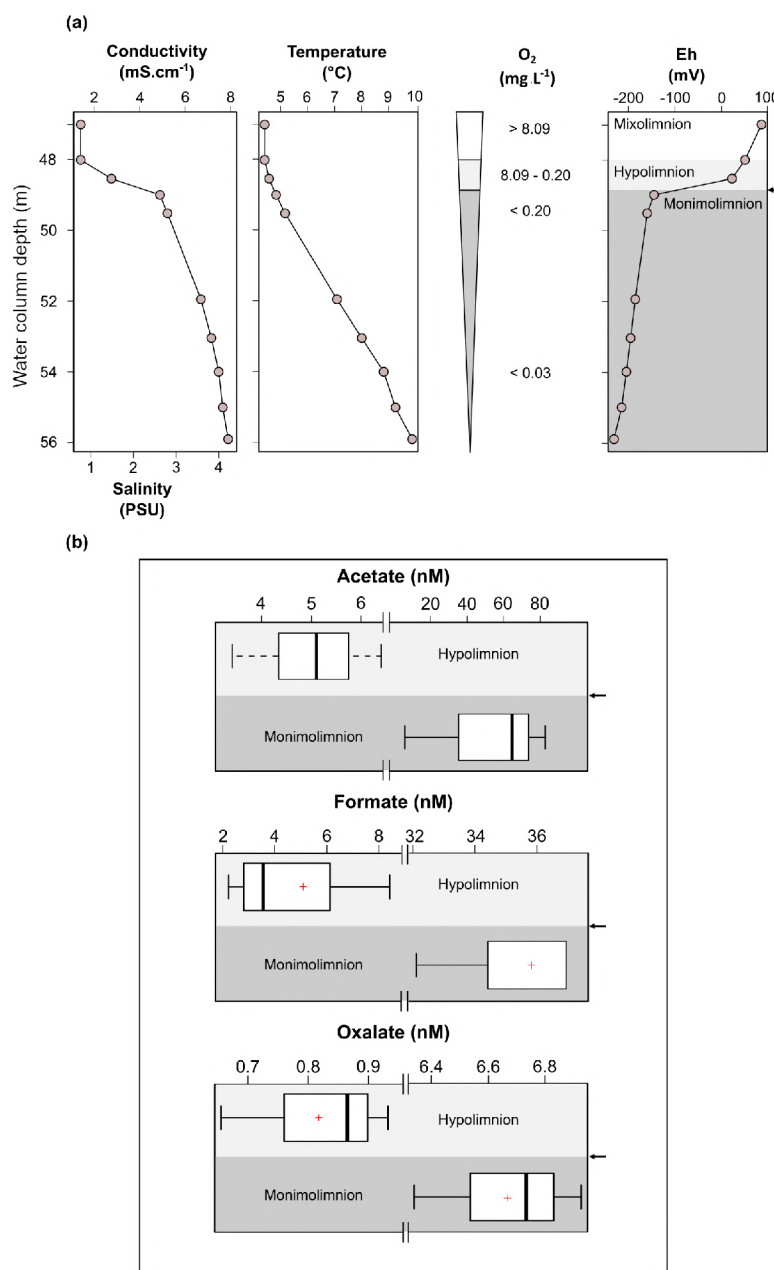 (a)
Conductivity
(mS.cm⁻¹)
Temperature
(°C)
O₂
(mg L⁻¹)
Eh
(mV)
2 4 6 8
5 6 7 8 9 10
-200 -100 0 100
> 8.09
Mixolimnion
48
8.09 - 0.20
Hypolimnion
< 0.20
Monimolimnion
50
52
< 0.03
54
56
Water column depth (m)
1 2 3 4
Salinity
(PSU)
(b)
Acetate (nM)
4 5 6 20 40 60 80
Hypolimnion
Monimolimnion
Formate (nM)
2 4 6 8 32 34 36
Hypolimnion
Monimolimnion
Oxalate (nM)
0.7 0.8 0.9 6.4 6.6 6.8
Hypolimnion
Monimolimnion